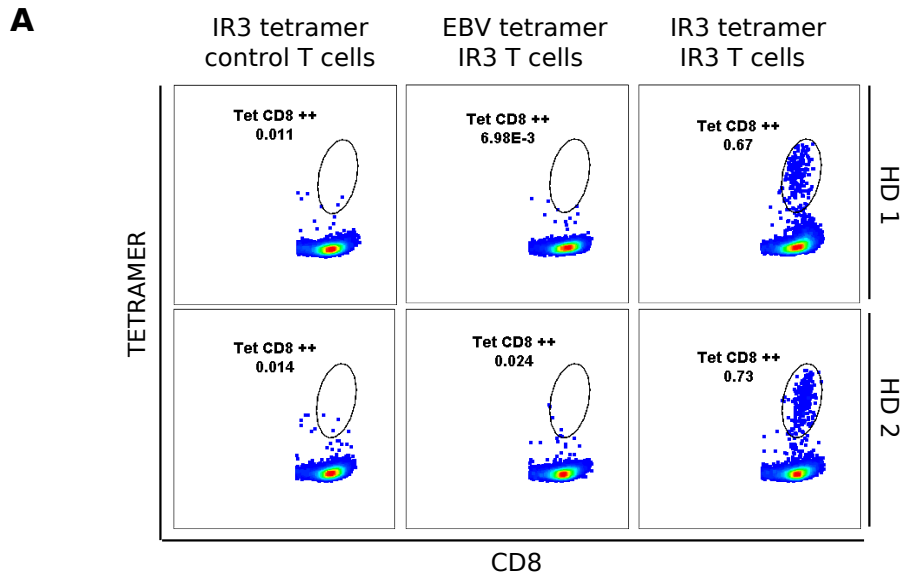 A
IR3 tetramer
control T cells
EBV tetramer
IR3 T cells
IR3 tetramer
IR3 T cells
Tet CD8 ++
0.011
Tet CD8 ++
6.98E-3
Tet CD8 ++
0.67
HD 1
TETRAMER
Tet CD8 ++
0.014
Tet CD8 ++
0.024
Tet CD8 ++
0.73
HD 2
CD8